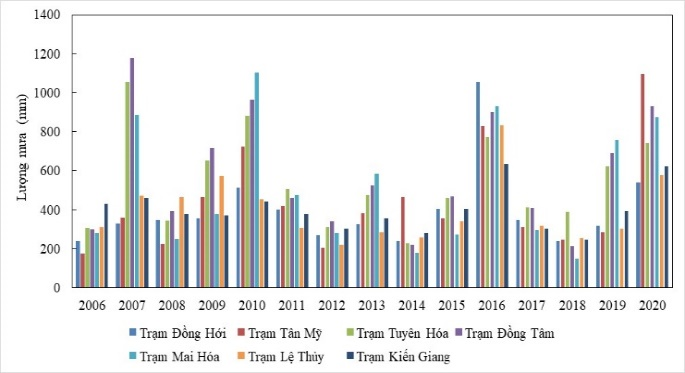 1400
1200
1000
800
600
400
200
0
Lượng mưa (mm)
2006 2007 2008 2009 2010 2011 2012 2013 2014 2015 2016 2017 2018 2019 2020
Trạm Đồng Hới Trạm Tân Mỹ Trạm Tuyên Hóa Trạm Đồng Tâm
Trạm Mai Hóa Trạm Lệ Thủy Trạm Kiến Giang